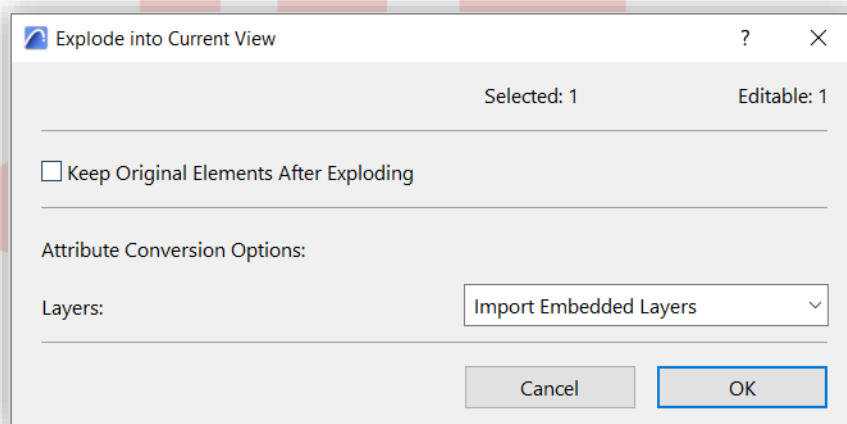 Explode into Current View ?
Selected: 1 Editable: 1
Keep Original Elements After Exploding
Attribute Conversion Options:
Layers: Import Embedded Layers
Cancel OK